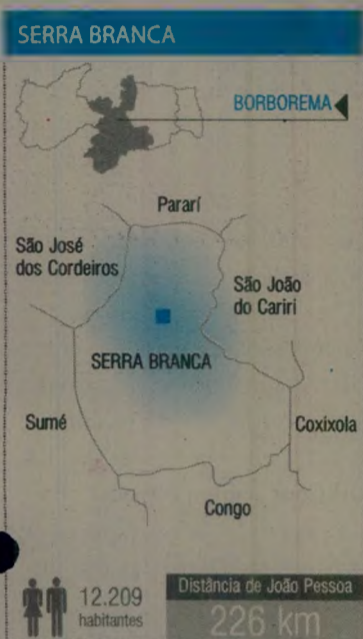 SERRA BRANCA
BORBOREMA
Pararí
São José
dos Cordeiros
São João
do Cariri
SERRA BRANCA
Sumé
Coxixola
Congo
12.209
habitantes
Distância de João Pessoa
226 km